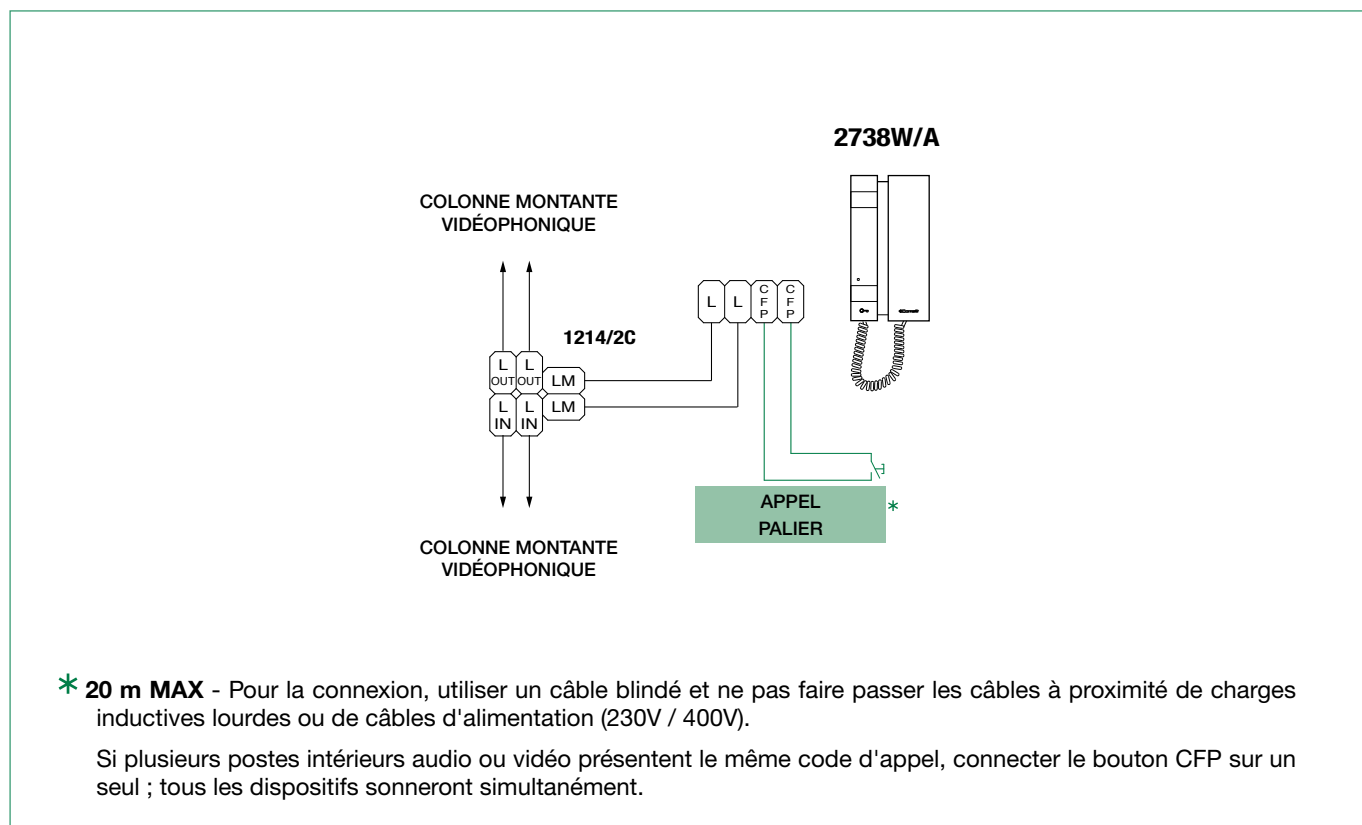 2738W/A
COLONNE MONTANTE
VIDÉOPHONIQUE
L
L
C
F
P
C
F
P
1214/2C
L
OUT
L
OUT
LM
L
IN
L
IN
LM
APPEL
PALIER
*
COLONNE MONTANTE
VIDÉOPHONIQUE
* 20 m MAX - Pour la connexion, utiliser un câble blindé et ne pas faire passer les câbles à proximité de charges
inductives lourdes ou de câbles d'alimentation (230V / 400V).
Si plusieurs postes intérieurs audio ou vidéo présentent le même code d'appel, connecter le bouton CFP sur un
seul ; tous les dispositifs sonneront simultanément.